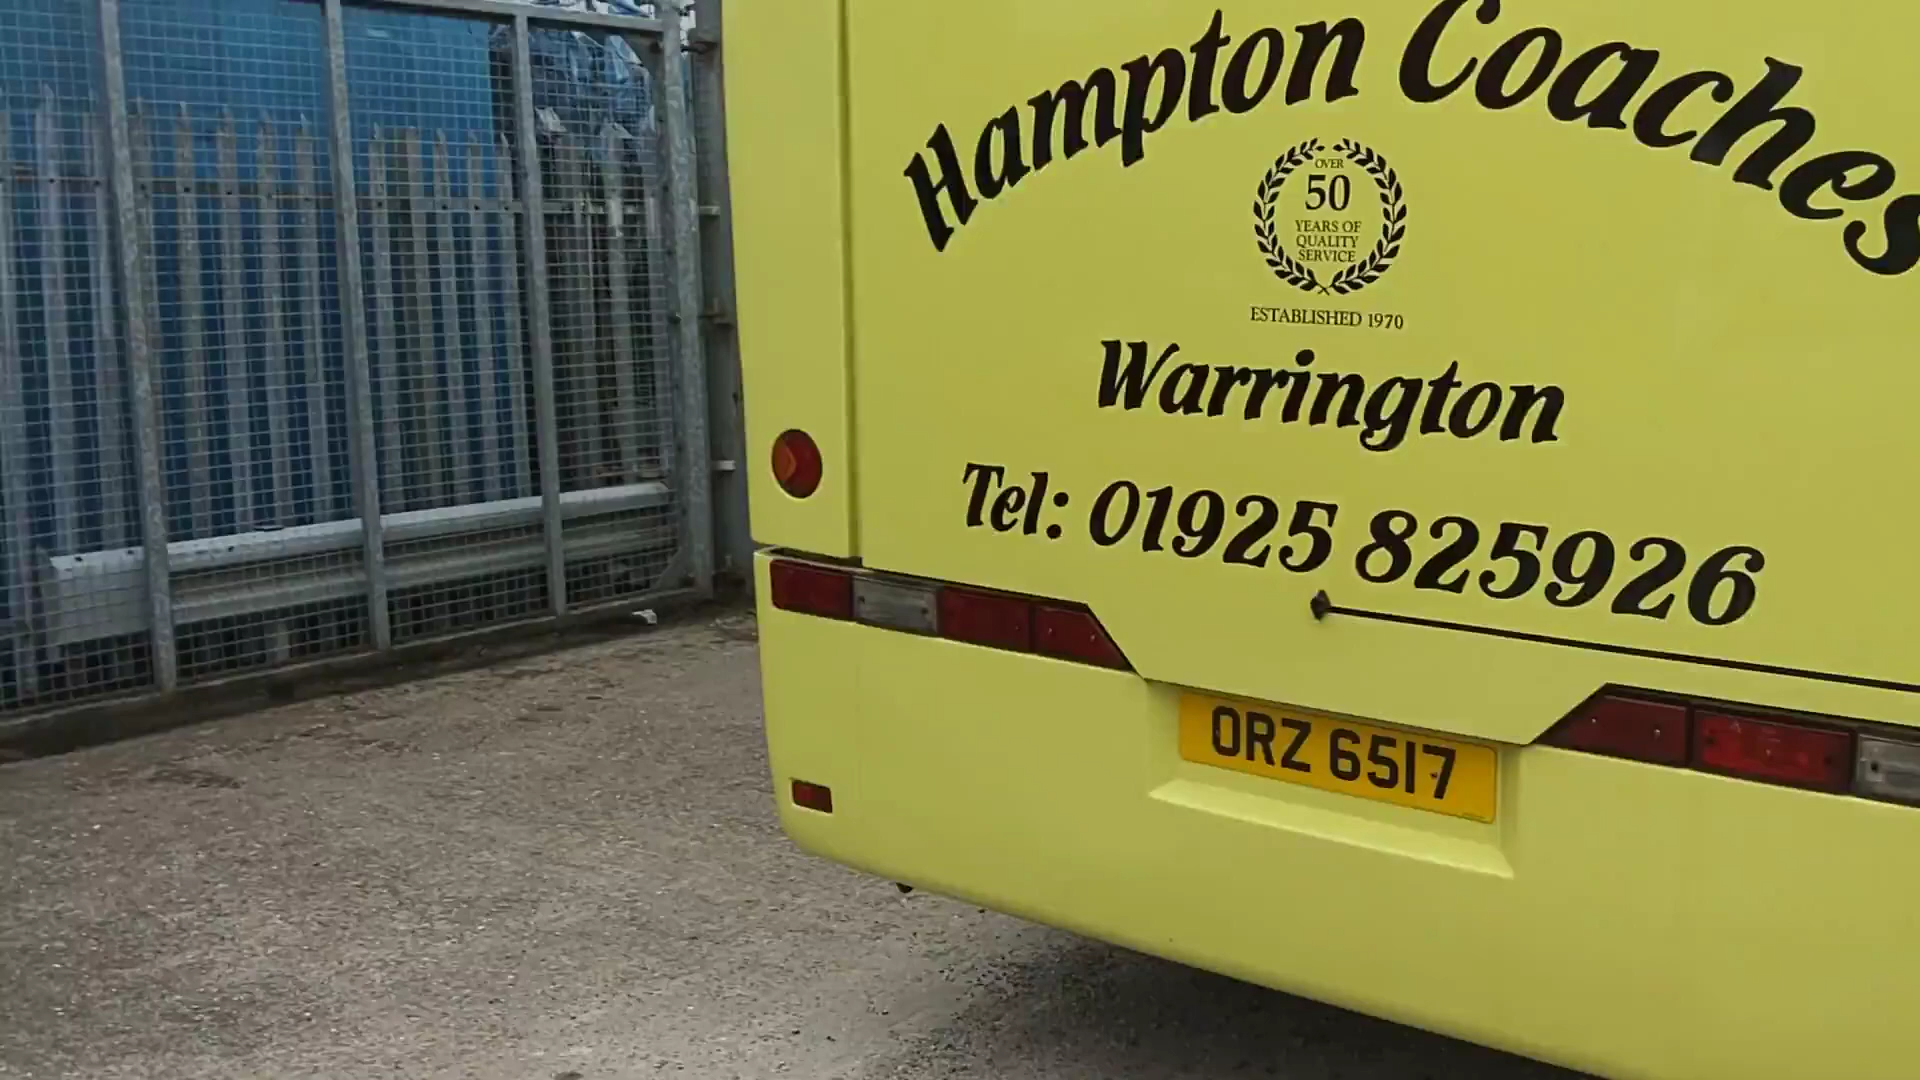 Hampton Coaches
OVER
50
YEARS OF
QUALITY
SERVICE
ESTABLISHED 1970
Warrington
Tel: 01925 825926
ORZ 6517